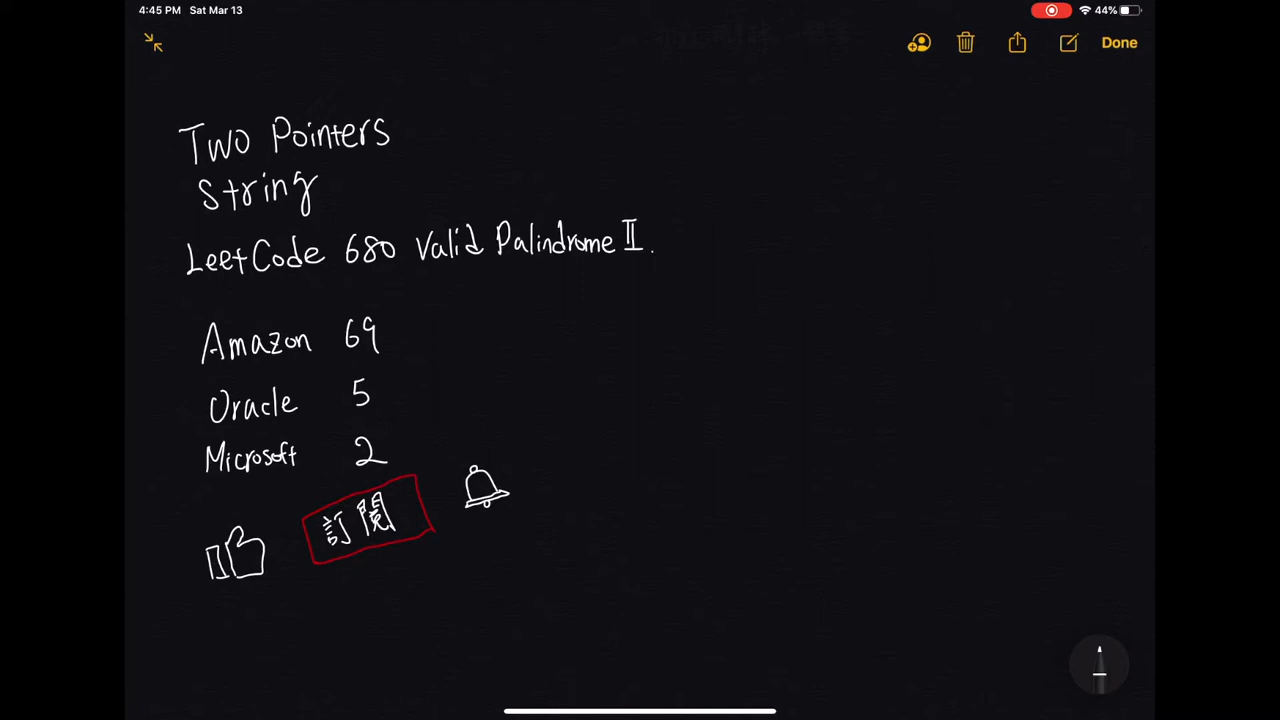 4:45 PM Sat Mar 13 44%
Done
Two Pointers
String
LeetCode 680 Valid Palindrome II.
Amazon 69
Oracle 5
Microsoft 2
訂閱